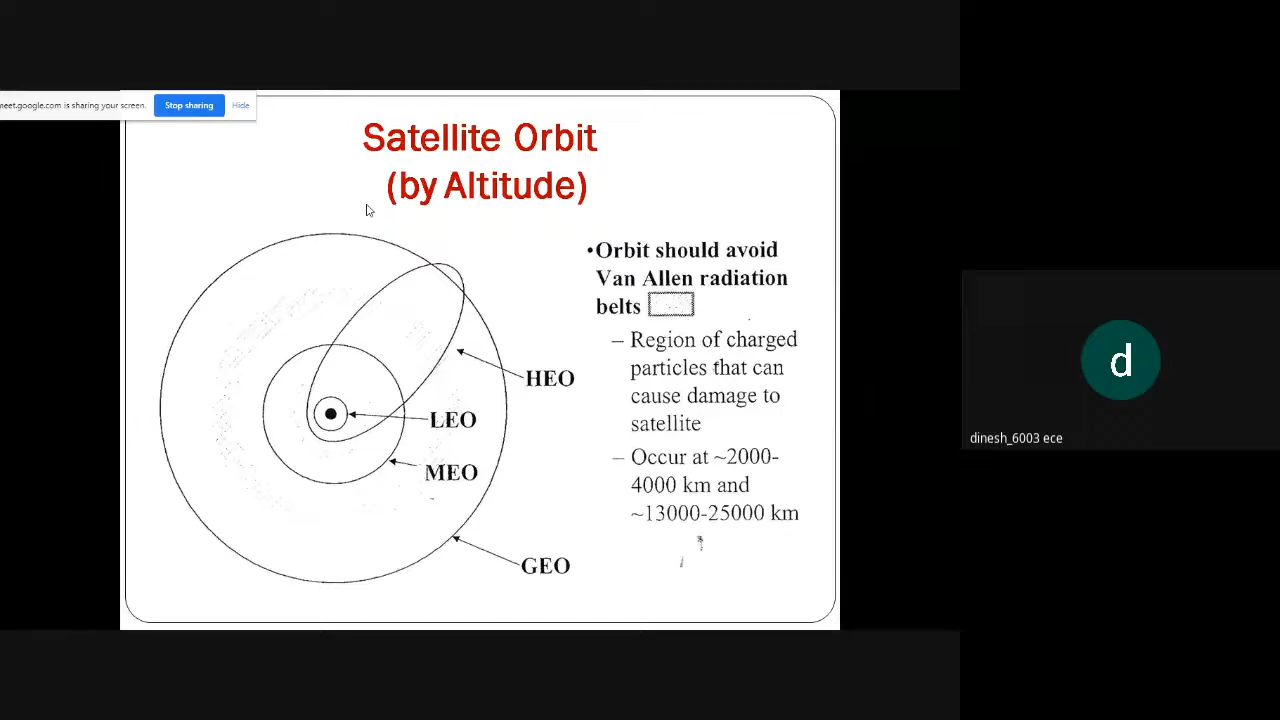 meet.google.com is sharing your screen.
Stop sharing
Hide
Satellite Orbit
(by Altitude)
•Orbit should avoid
Van Allen radiation
belts
– Region of charged
particles that can
cause damage to
satellite
– Occur at ~2000-
4000 km and
~13000-25000 km
HEO
LEO
MEO
GEO
d
dinesh_6003 ece